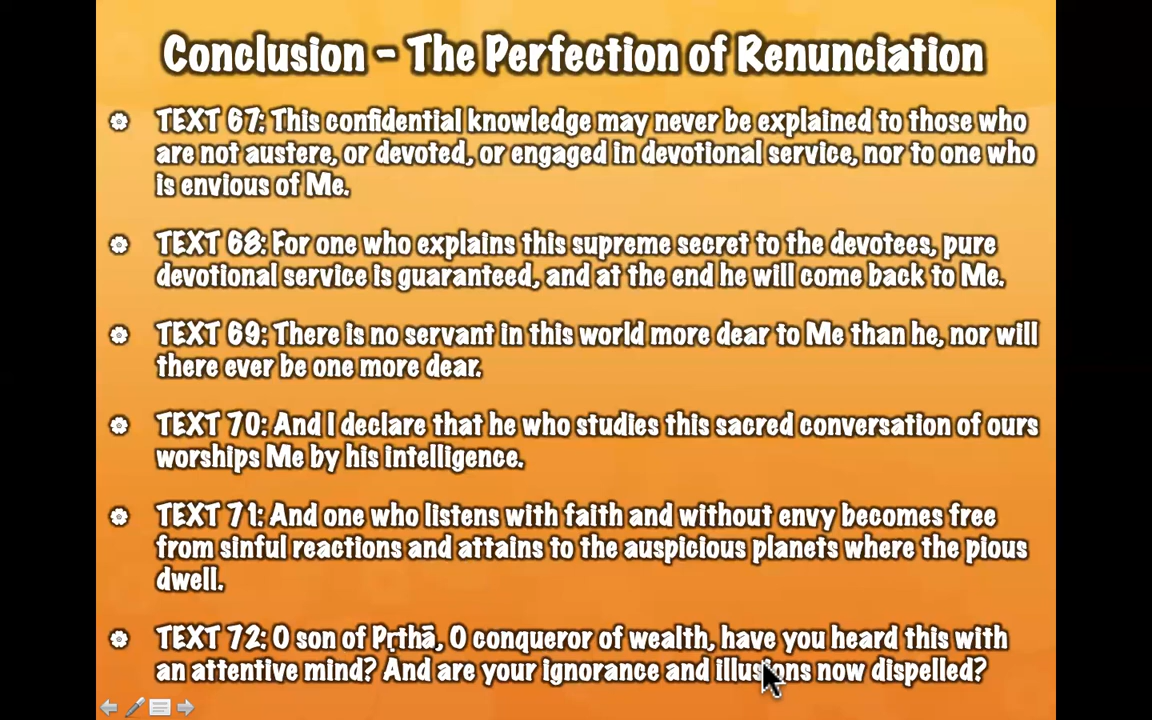 Conclusion - The Perfection of Renunciation
TEXT 67: This confidential knowledge may never be explained to those who
are not austere, or devoted, or engaged in devotional service, nor to one who
is envious of Me.
TEXT 68: For one who explains this supreme secret to the devotees, pure
devotional service is guaranteed, and at the end he will come back to Me.
TEXT 69: There is no servant in this world more dear to Me than he, nor will
there ever be one more dear.
TEXT 70: And I declare that he who studies this sacred conversation of ours
worships Me by his intelligence.
TEXT 71: And one who listens with faith and without envy becomes free
from sinful reactions and attains to the auspicious planets where the pious
dwell.
TEXT 72: O son of Pṛthā, O conqueror of wealth, have you heard this with
an attentive mind? And are your ignorance and illusions now dispelled?